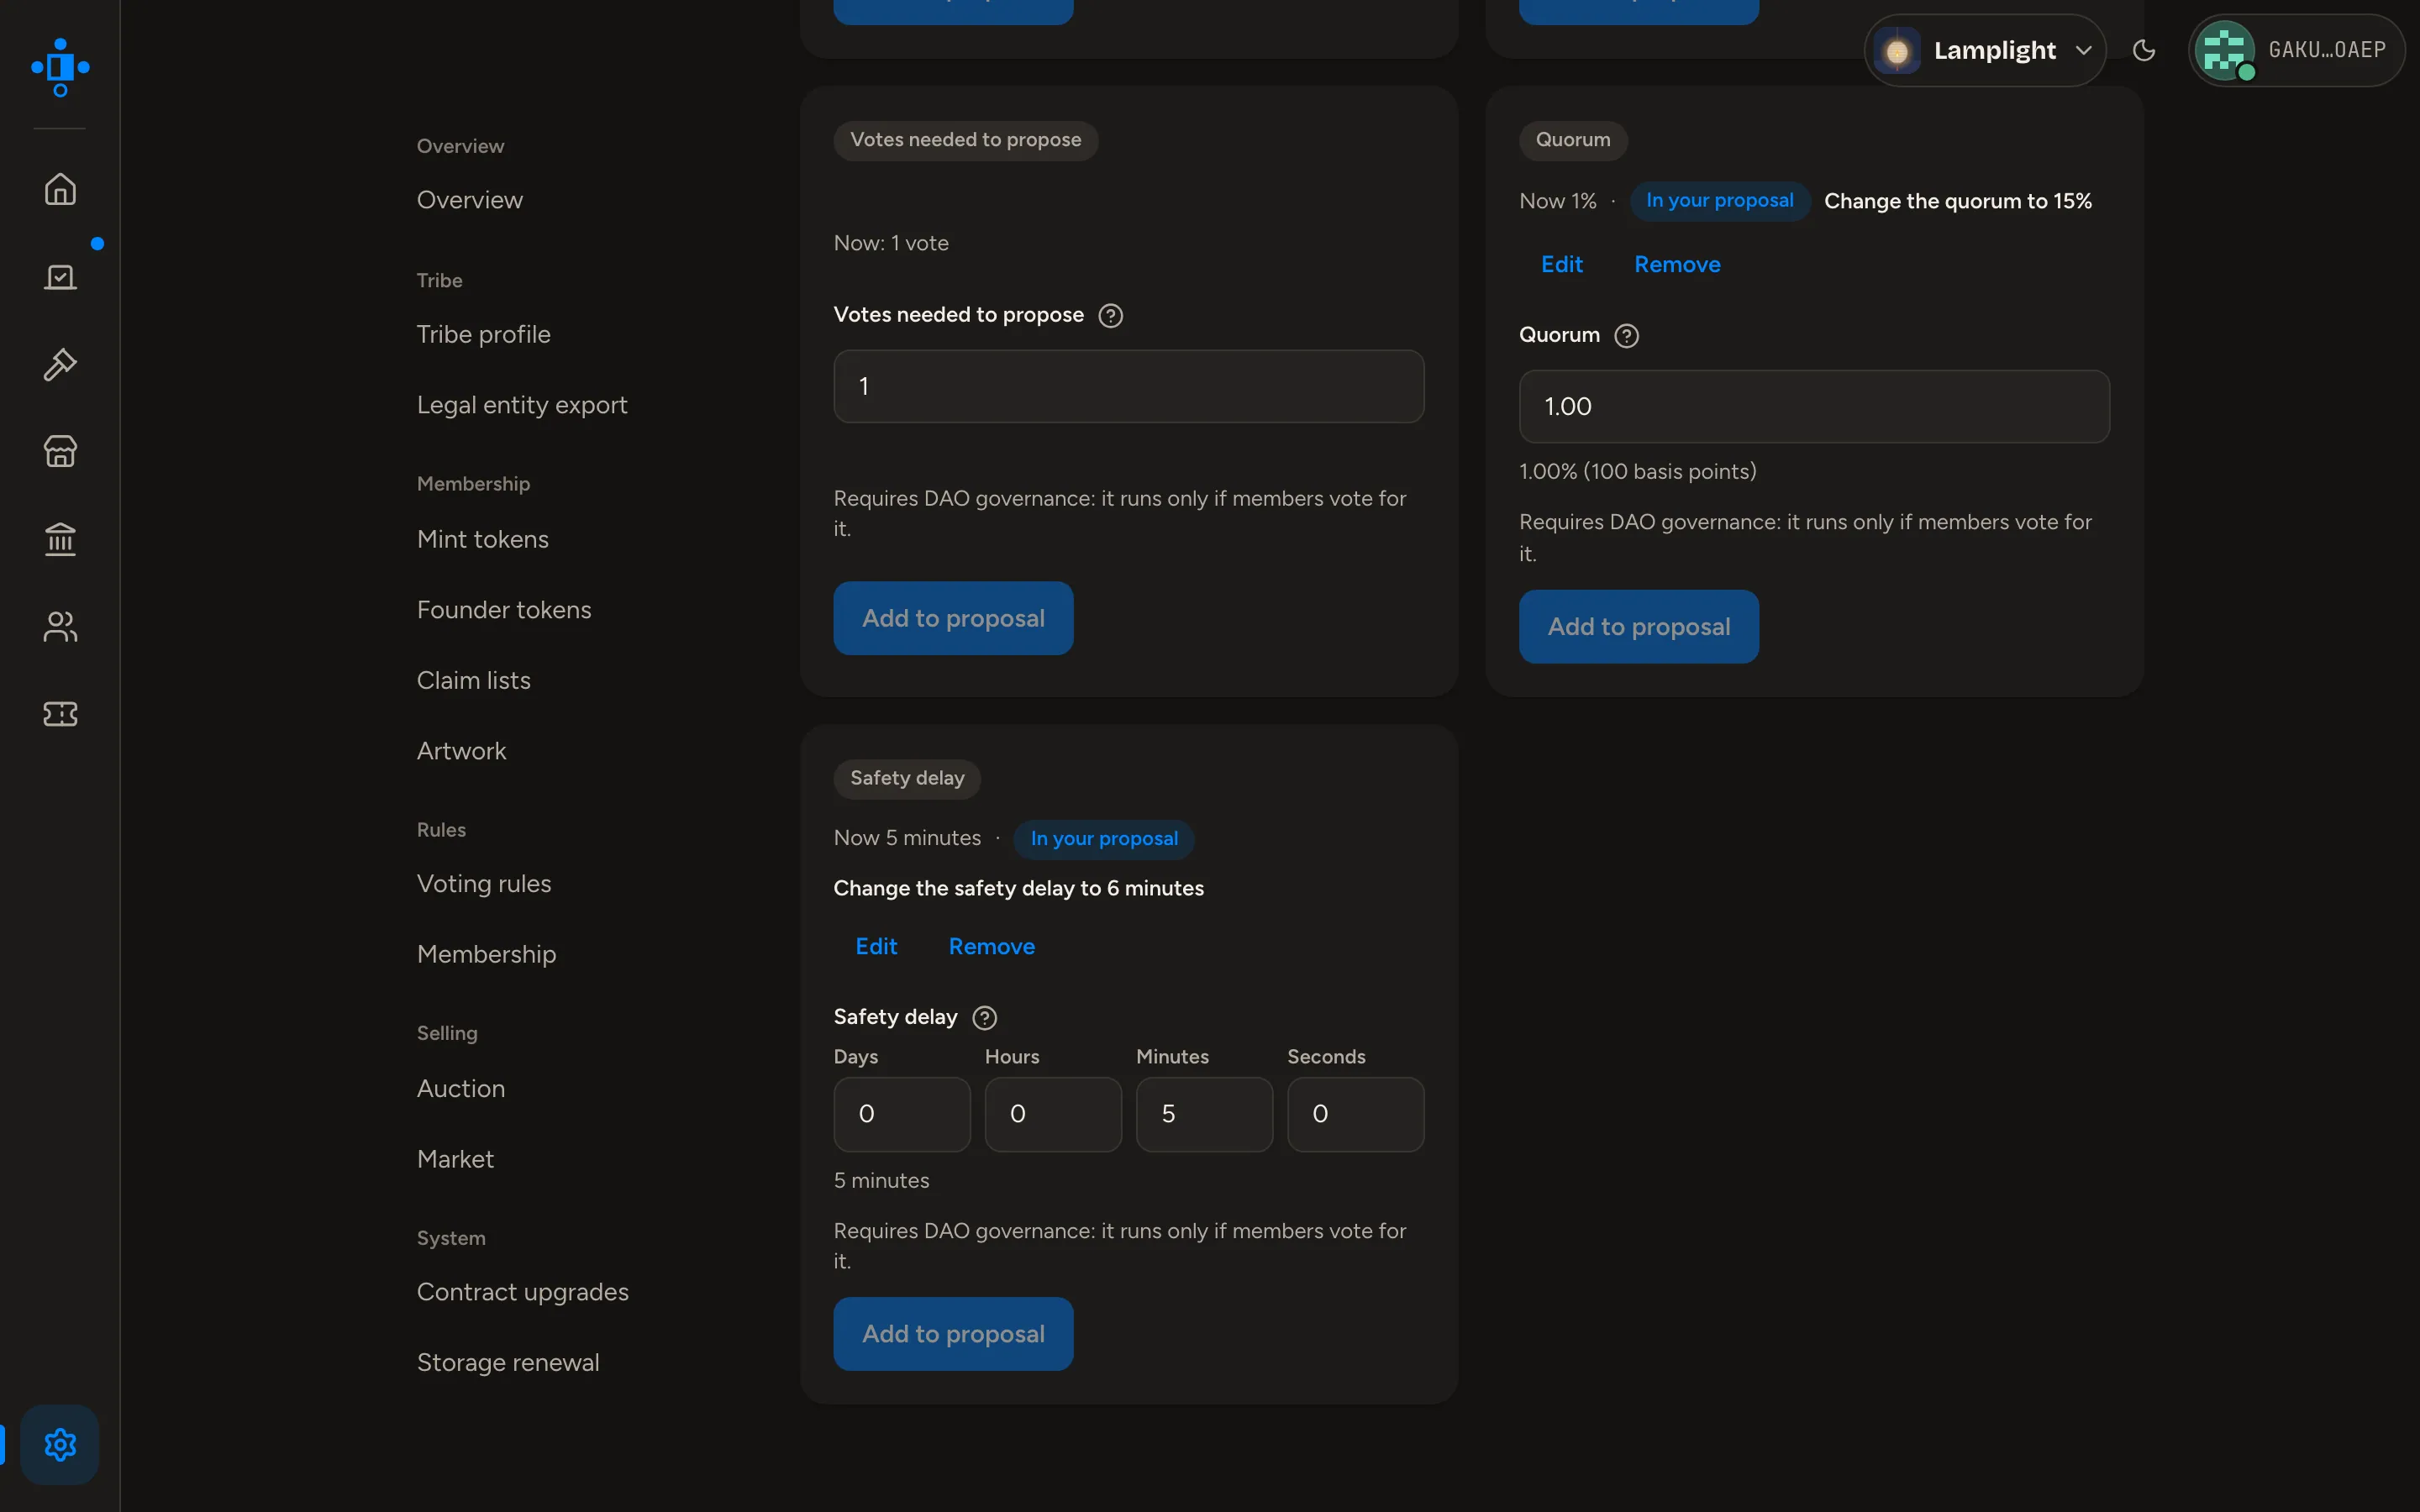 Lamplight
GAKU...OAEP
Overview
Overview
Tribe
Tribe profile
Legal entity export
Membership
Mint tokens
Founder tokens
Claim lists
Artwork
Rules
Voting rules
Membership
Selling
Auction
Market
System
Contract upgrades
Storage renewal
Votes needed to propose
Now: 1 vote
Votes needed to propose ?
1
Requires DAO governance: it runs only if members vote for
it.
Add to proposal
Quorum
Now 1% · In your proposal Change the quorum to 15%
Edit Remove
Quorum ?
1.00
1.00% (100 basis points)
Requires DAO governance: it runs only if members vote for
it.
Add to proposal
Safety delay
Now 5 minutes · In your proposal
Change the safety delay to 6 minutes
Edit Remove
Safety delay ?
Days Hours Minutes Seconds
0 0 5 0
5 minutes
Requires DAO governance: it runs only if members vote for
it.
Add to proposal